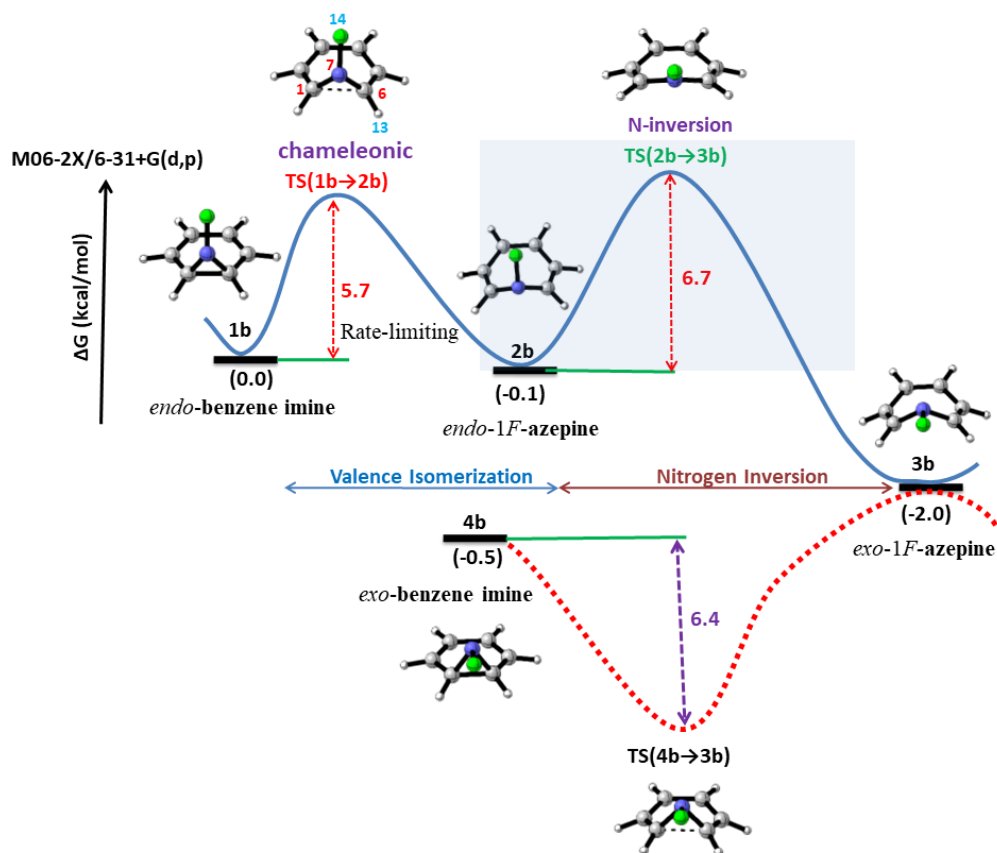 14
7
1
6
13
N-inversion
chameleonic
TS(2b→3b)
M06-2X/6-31+G(d,p)
TS(1b→2b)
ΔG (kcal/mol)
5.7
6.7
Rate-limiting
1b
2b
(0.0)
(-0.1)
endo-benzene imine
endo-1F-azepine
3b
Valence Isomerization
Nitrogen Inversion
(-2.0)
4b
(-0.5)
exo-1F-azepine
exo-benzene imine
6.4
TS(4b→3b)